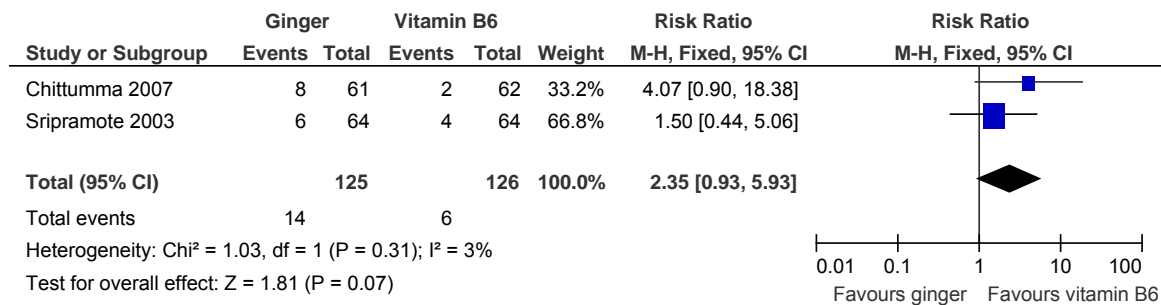 Ginger Vitamin B6 Risk Ratio Risk Ratio
Study or Subgroup Events Total Events Total Weight M-H, Fixed, 95% CI M-H, Fixed, 95% CI
Chittumma 2007 8 61 2 62 33.2% 4.07 [0.90, 18.38]
Sripramote 2003 6 64 4 64 66.8% 1.50 [0.44, 5.06]
Total (95% CI) 125 126 100.0% 2.35 [0.93, 5.93]
Total events 14 6
Heterogeneity: Chi² = 1.03, df = 1 (P = 0.31); I² = 3%
Test for overall effect: Z = 1.81 (P = 0.07)
0.01 0.1 1 10 100
Favours ginger Favours vitamin B6